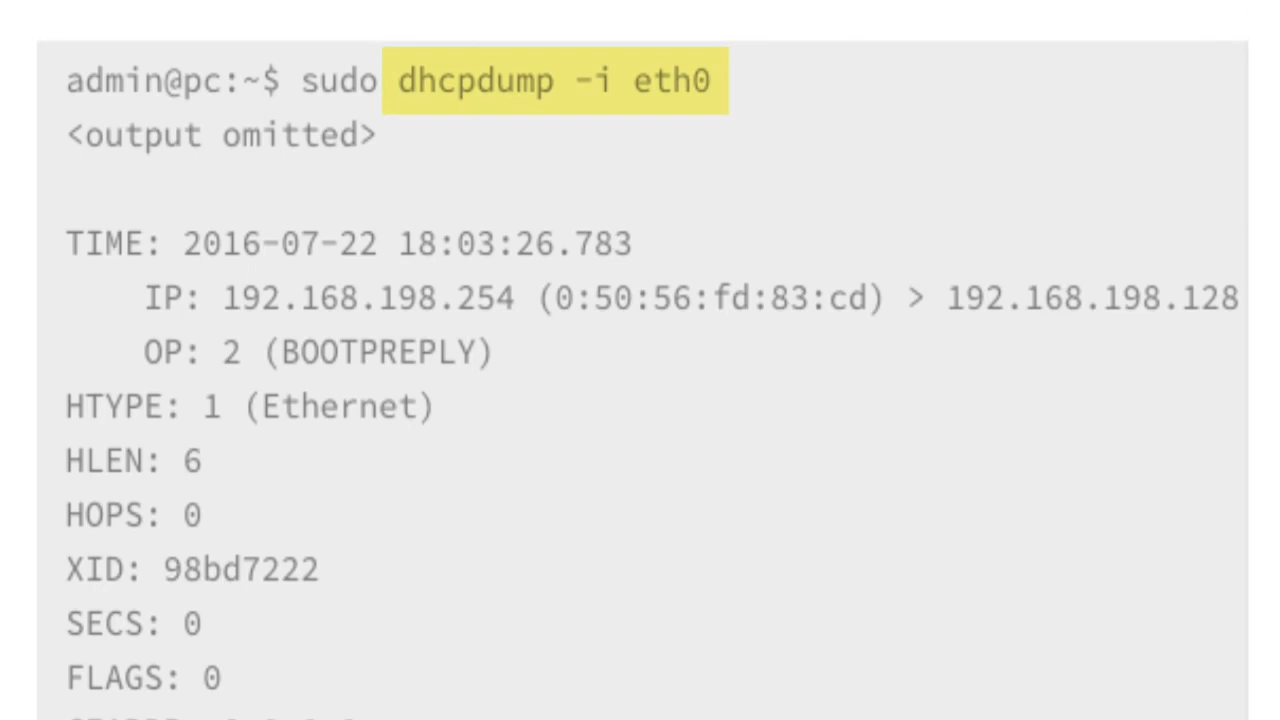 admin@pc:~$ sudo dhcpdump -i eth0
<output omitted>
TIME: 2016-07-22 18:03:26.783
IP: 192.168.198.254 (0:50:56:fd:83:cd) > 192.168.198.128
OP: 2 (BOOTPREPLY)
HTYPE: 1 (Ethernet)
HLEN: 6
HOPS: 0
XID: 98bd7222
SECS: 0
FLAGS: 0